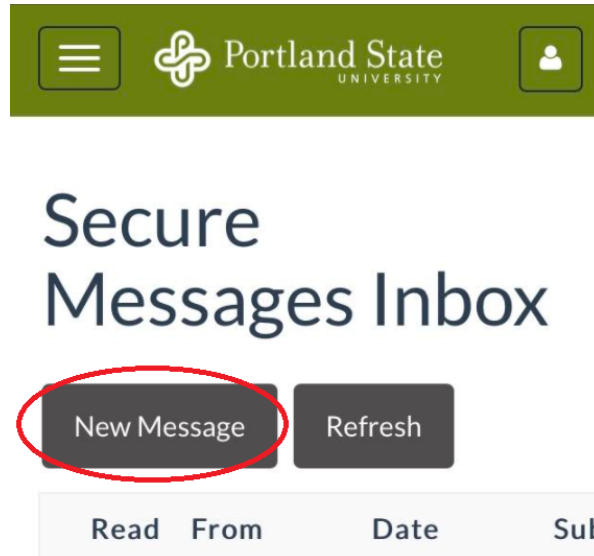 Portland State
UNIVERSITY
Secure
Messages Inbox
New Message Refresh
Read From Date